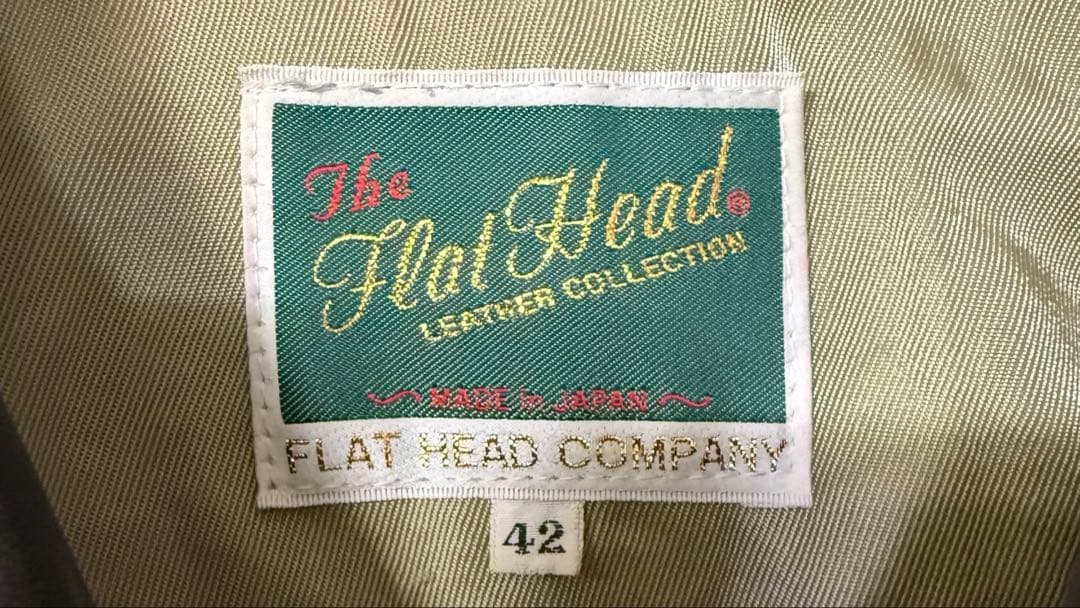 The
Flat Head®
LEATHER COLLECTION
~ MADE in JAPAN ~
FLAT HEAD COMPANY
42